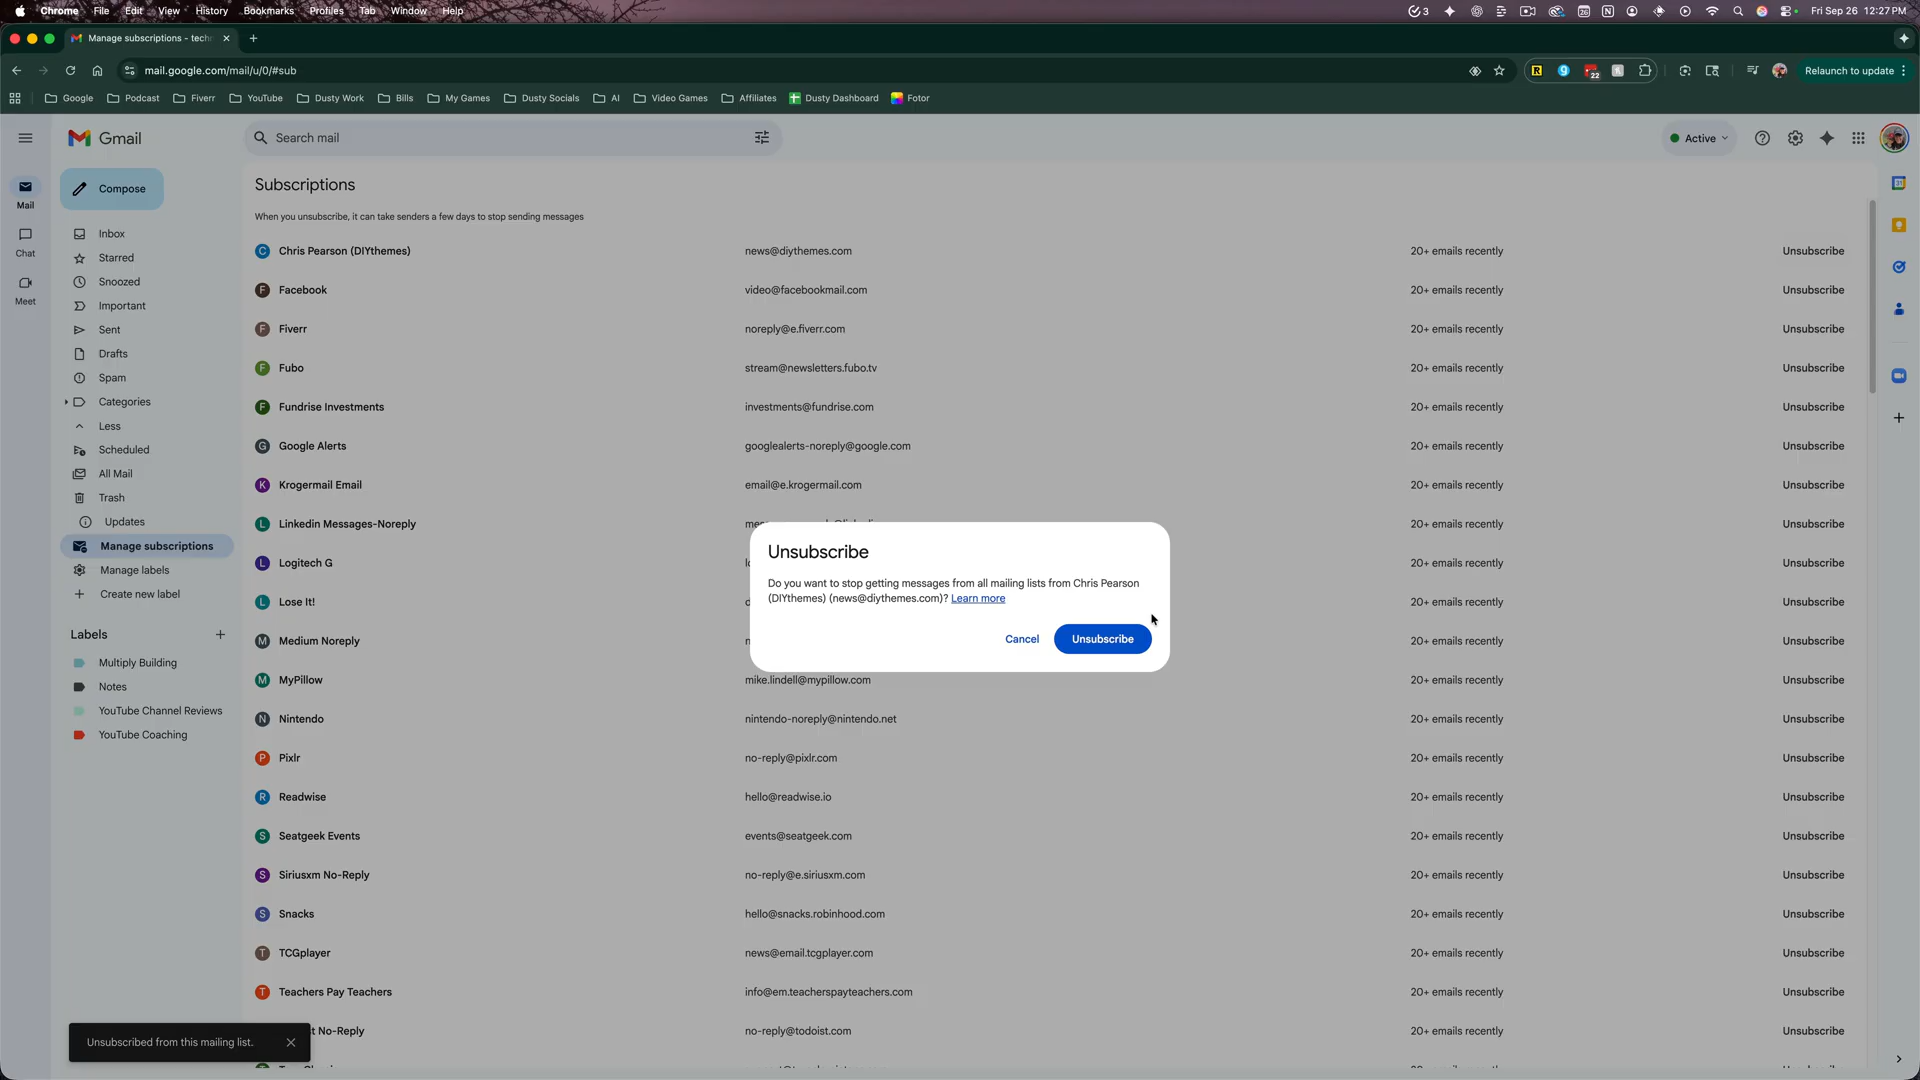 Chrome File Edit View History Bookmarks Profiles Tab Window Help 3 26 Fri Sep 26 12:27 PM
Manage subscriptions - tech
mail.google.com/mail/u/0/#sub 22 Relaunch to update
Google Podcast Fiverr YouTube Dusty Work Bills My Games Dusty Socials AI Video Games Affiliates Dusty Dashboard Fotor
Gmail Search mail Active
Compose
Mail
Chat
Meet
Inbox
Starred
Snoozed
Important
Sent
Drafts
Spam
Categories
Less
Scheduled
All Mail
Trash
Updates
Manage subscriptions
Manage labels
Create new label
Labels
Multiply Building
Notes
YouTube Channel Reviews
YouTube Coaching
Subscriptions
When you unsubscribe, it can take senders a few days to stop sending messages
C Chris Pearson (DIYthemes) news@diythemes.com 20+ emails recently Unsubscribe
F Facebook video@facebookmail.com 20+ emails recently Unsubscribe
F Fiverr noreply@e.fiverr.com 20+ emails recently Unsubscribe
F Fubo stream@newsletters.fubo.tv 20+ emails recently Unsubscribe
F Fundrise Investments investments@fundrise.com 20+ emails recently Unsubscribe
G Google Alerts googlealerts-noreply@google.com 20+ emails recently Unsubscribe
K Krogermail Email email@e.krogermail.com 20+ emails recently Unsubscribe
L Linkedin Messages-Noreply 20+ emails recently Unsubscribe
L Logitech G 20+ emails recently Unsubscribe
L Lose It! 20+ emails recently Unsubscribe
M Medium Noreply 20+ emails recently Unsubscribe
M MyPillow mike.lindell@mypillow.com 20+ emails recently Unsubscribe
N Nintendo nintendo-noreply@nintendo.net 20+ emails recently Unsubscribe
P Pixlr no-reply@pixlr.com 20+ emails recently Unsubscribe
R Readwise hello@readwise.io 20+ emails recently Unsubscribe
S Seatgeek Events events@seatgeek.com 20+ emails recently Unsubscribe
S Siriusxm No-Reply no-reply@e.siriusxm.com 20+ emails recently Unsubscribe
S Snacks hello@snacks.robinhood.com 20+ emails recently Unsubscribe
T TCGplayer news@email.tcgplayer.com 20+ emails recently Unsubscribe
T Teachers Pay Teachers info@em.teacherspayteachers.com 20+ emails recently Unsubscribe
st No-Reply no-reply@todoist.com 20+ emails recently Unsubscribe
Unsubscribe
Do you want to stop getting messages from all mailing lists from Chris Pearson
(DIYthemes) (news@diythemes.com)? Learn more
Cancel Unsubscribe
Unsubscribed from this mailing list.
31